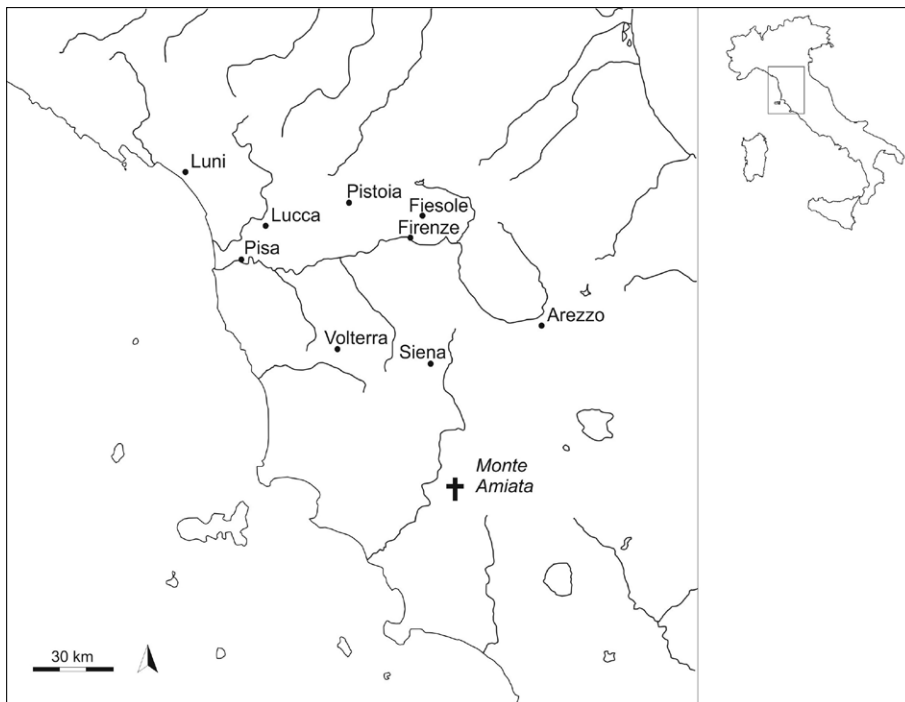 Luni
Pistoia
Fiesole
Lucca
Firenze
Pisa
Arezzo
Volterra
Siena
Monte
Amiata
30 km